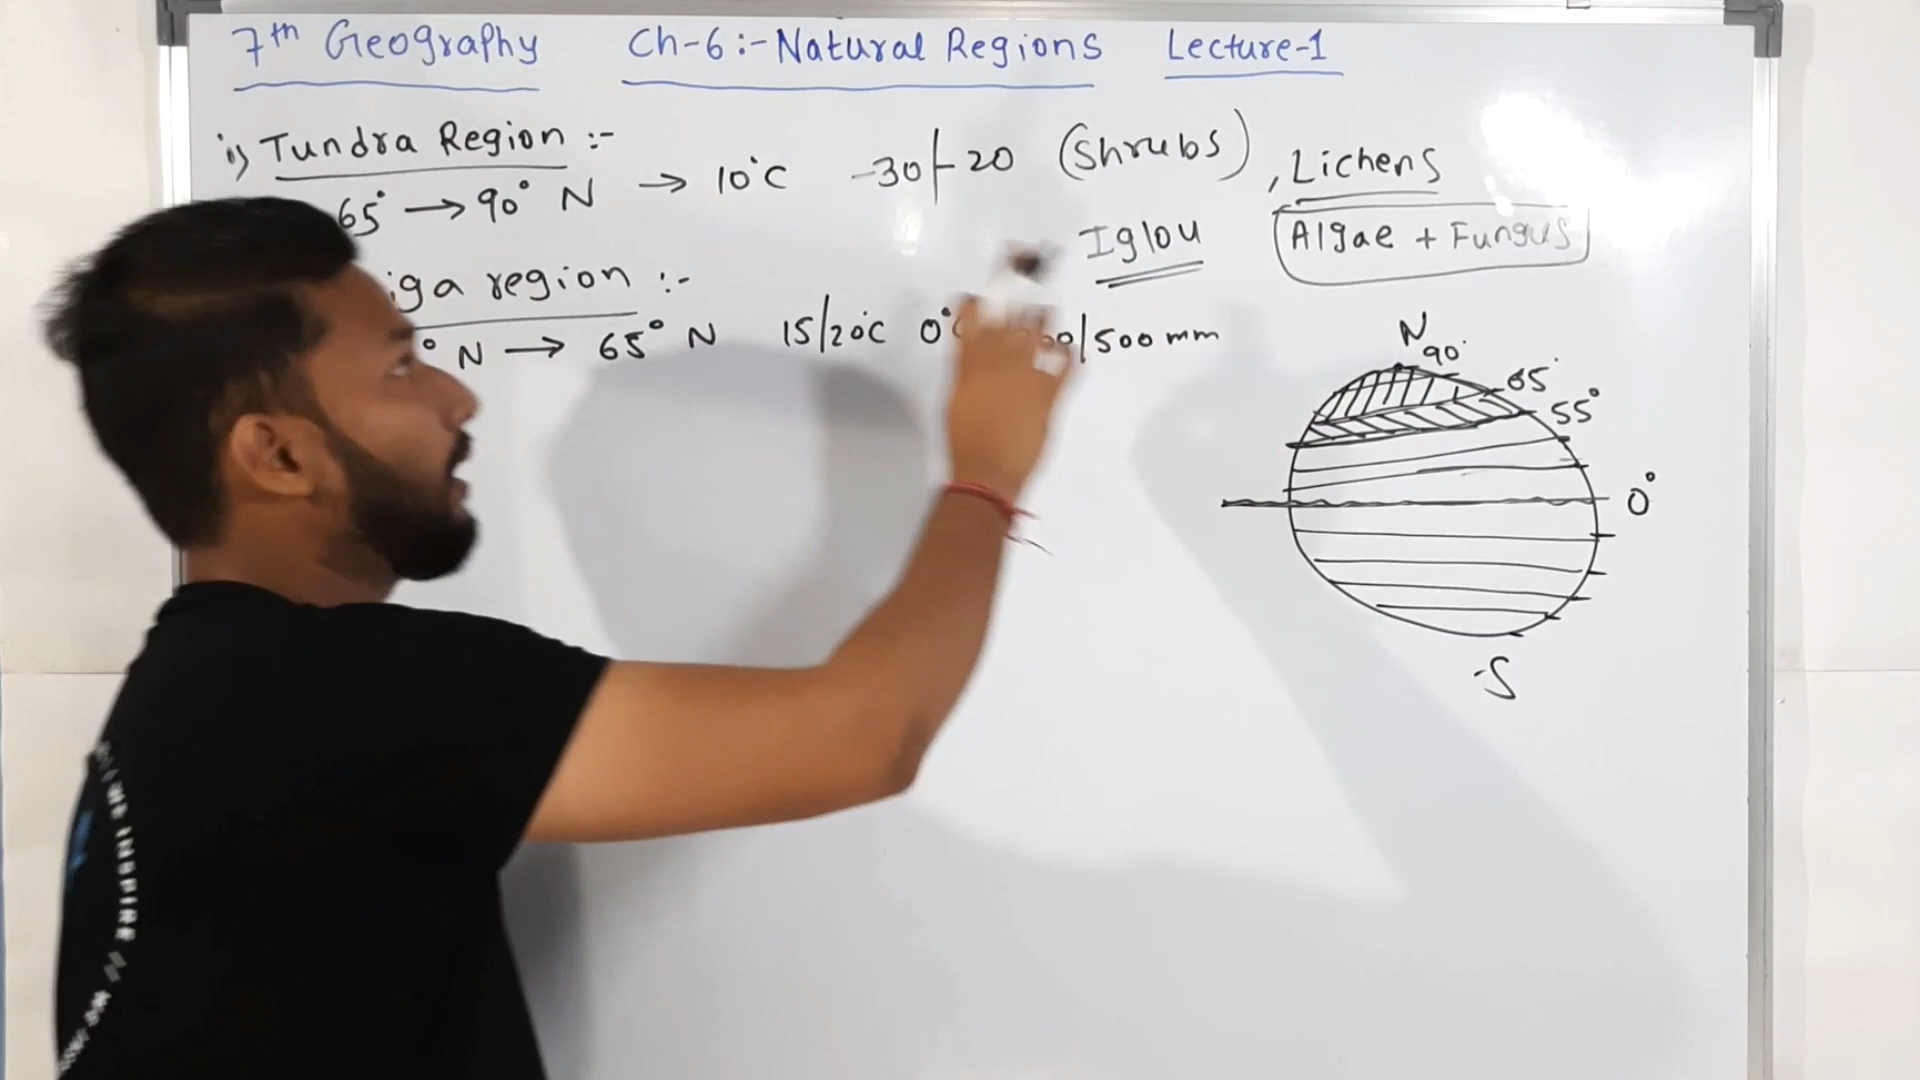 7th Geography Ch-6:- Natural Regions Lecture-1
i) Tundra Region :-
65° → 90° N → 10°C -30/-20 (Shrubs) , Lichens
Iglou Algae + Fungus
iga region :-
° N → 65° N 15/20°C 0°C /500 mm
N
90°
65°
55°
0°
S